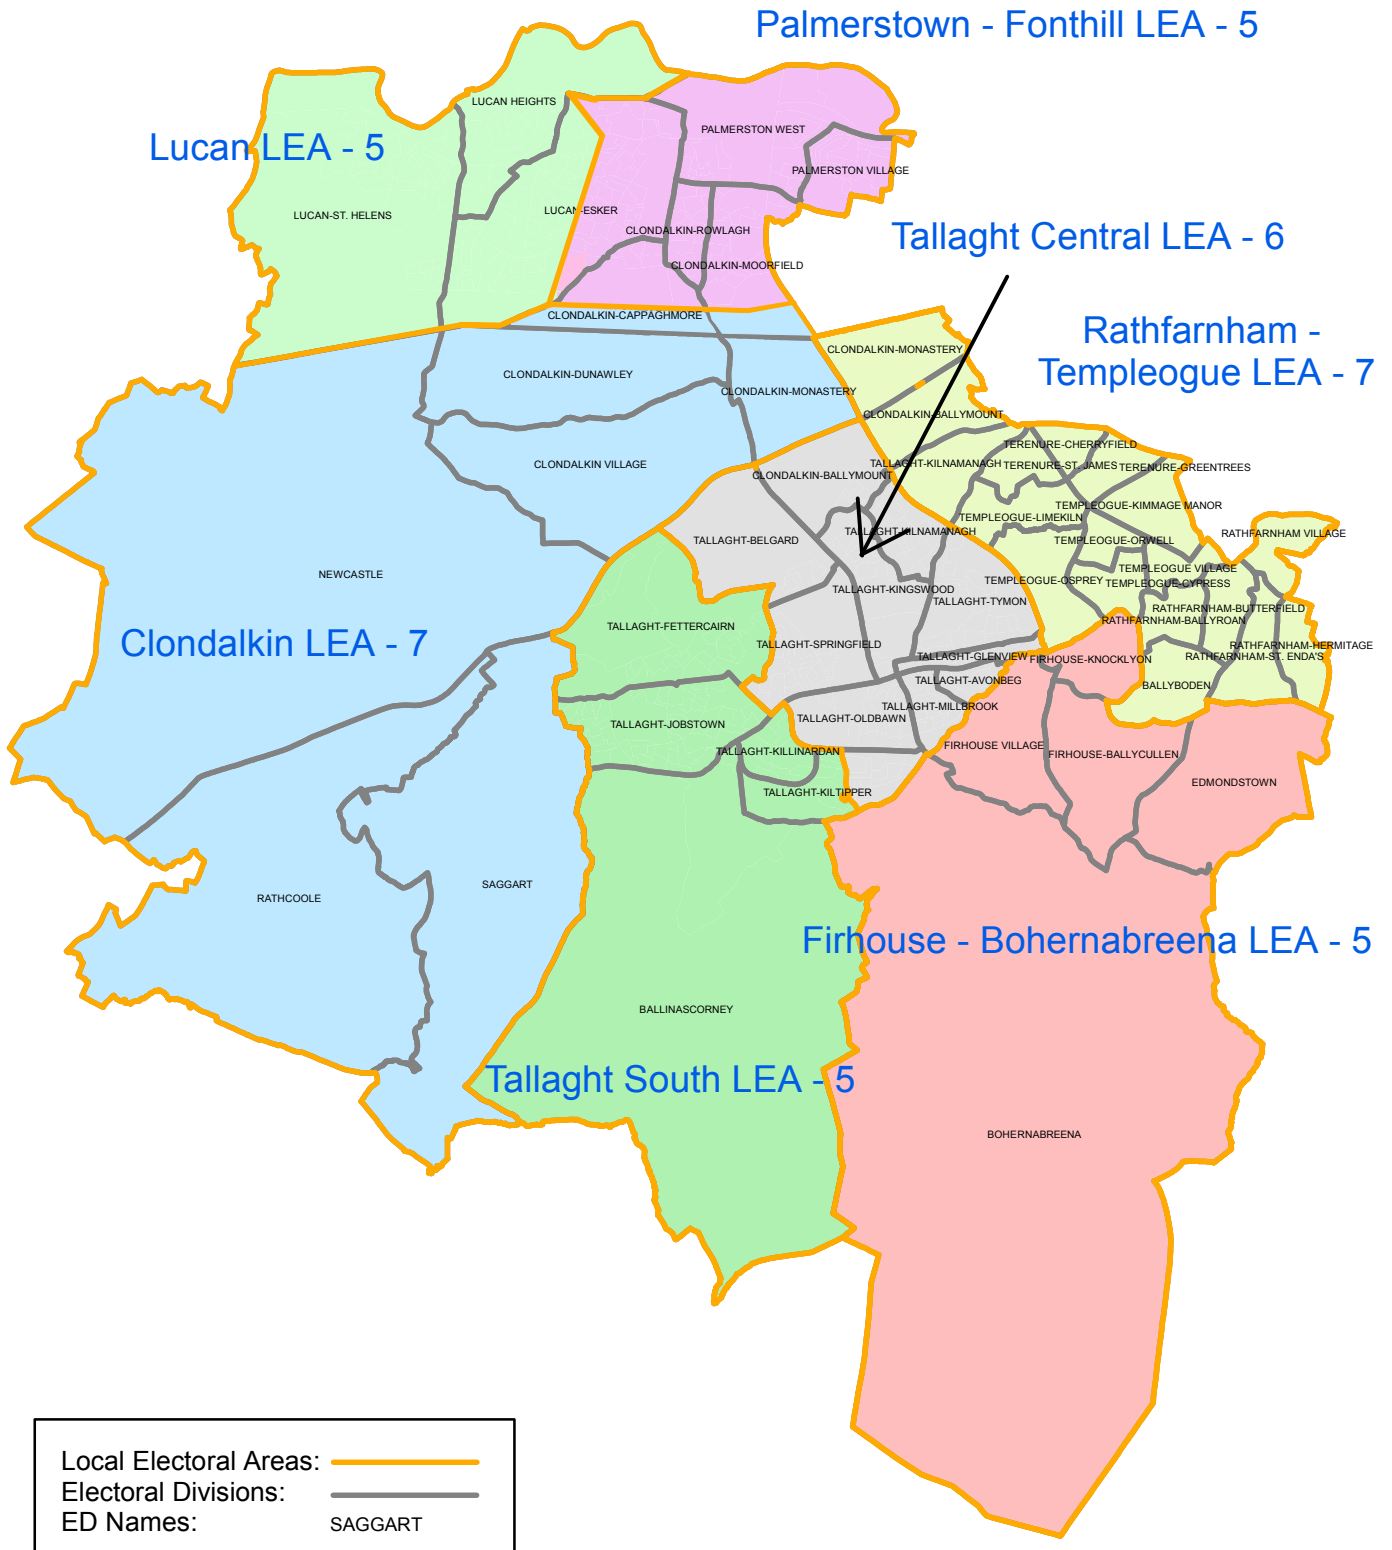 Palmerstown - Fonthill LEA - 5
LUCAN HEIGHTS
PALMERSTON WEST
Lucan LEA - 5
PALMERSTON VILLAGE
LUCAN-ST. HELENS
LUCAN-ESKER
CLONDALKIN-ROWLAGH
Tallaght Central LEA - 6
CLONDALKIN-MOORFIELD
CLONDALKIN-CAPPAGHMORE
Rathfarnham -
Templeogue LEA - 7
CLONDALKIN-MONASTERY
CLONDALKIN-DUNAWLEY
CLONDALKIN-MONASTERY
CLONDALKIN-BALLYMOUNT
TERENURE-CHERRYFIELD
CLONDALKIN VILLAGE
TALLAGHT-KILNAMANAGH
TERENURE-ST. JAMES
TERENURE-GREENTREES
CLONDALKIN-BALLYMOUNT
TEMPLEOGUE-KIMMAGE MANOR
TEMPLEOGUE-LIMEKILN
TALLAGHT-KILNAMANAGH
RATHFARNHAM VILLAGE
TALLAGHT-BELGARD
TEMPLEOGUE-ORWELL
TEMPLEOGUE VILLAGE
NEWCASTLE
TEMPLEOGUE-OSPREY
TEMPLEOGUE-CYPRESS
TALLAGHT-KINGSWOOD
TALLAGHT-TYMON
RATHFARNHAM-BUTTERFIELD
RATHFARNHAM-BALLYROAN
TALLAGHT-FETTERCAIRN
Clondalkin LEA - 7
TALLAGHT-SPRINGFIELD
RATHFARNHAM-HERMITAGE
TALLAGHT-GLENVIEW
FIRHOUSE-KNOCKLYON
RATHFARNHAM-ST. ENDA'S
TALLAGHT-AVONBEG
BALLYBODEN
TALLAGHT-MILLBROOK
TALLAGHT-OLDBAWN
TALLAGHT-JOBSTOWN
FIRHOUSE VILLAGE
TALLAGHT-KILLINARDAN
FIRHOUSE-BALLYCULLEN
EDMONDSTOWN
TALLAGHT-KILTIPPER
SAGGART
RATHCOOLE
Firhouse - Bohernabreena LEA - 5
BALLINASCORNEY
Tallaght South LEA - 5
BOHERNABREENA
Local Electoral Areas:
Electoral Divisions:
ED Names: SAGGART